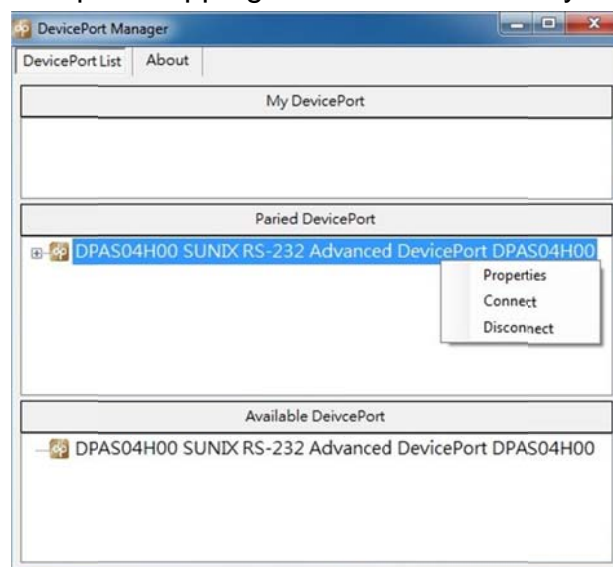 DevicePort Manager
DevicePort List About
My DevicePort
Paried DevicePort
DPAS04H00 SUNIX RS-232 Advanced DevicePort DPAS04H00
Properties
Connect
Disconnect
Available DeivcePort
DPAS04H00 SUNIX RS-232 Advanced DevicePort DPAS04H00